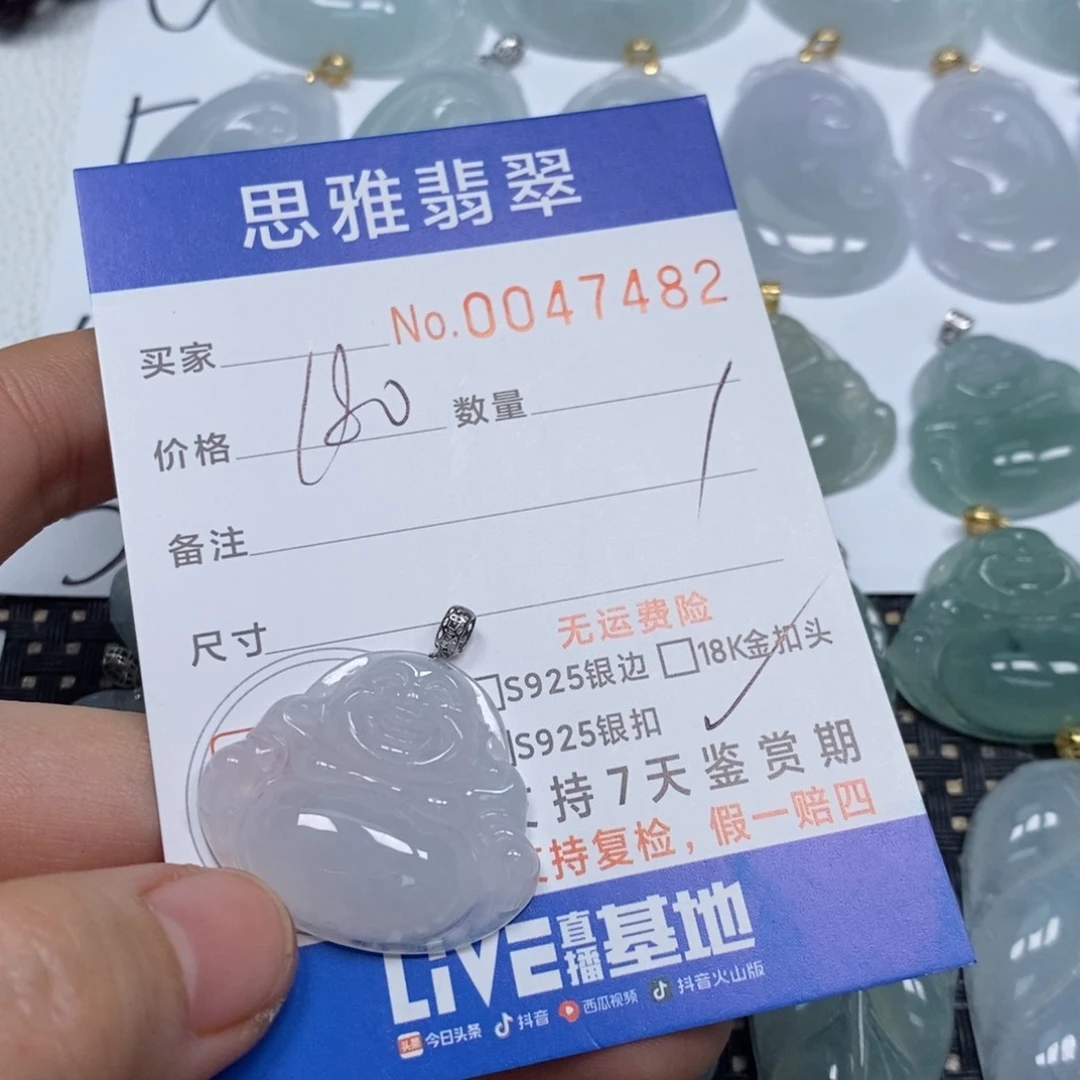 思雅翡翠
No.0047482
买家
价格 180 数量 1
备注
尺寸
无运费险
S925银边 □18K金扣头
S925银扣 ✓
持7天鉴赏期
持复检，假一赔四
LIVE直播基地
头条 今日头条 抖音 西瓜视频 抖音火山版